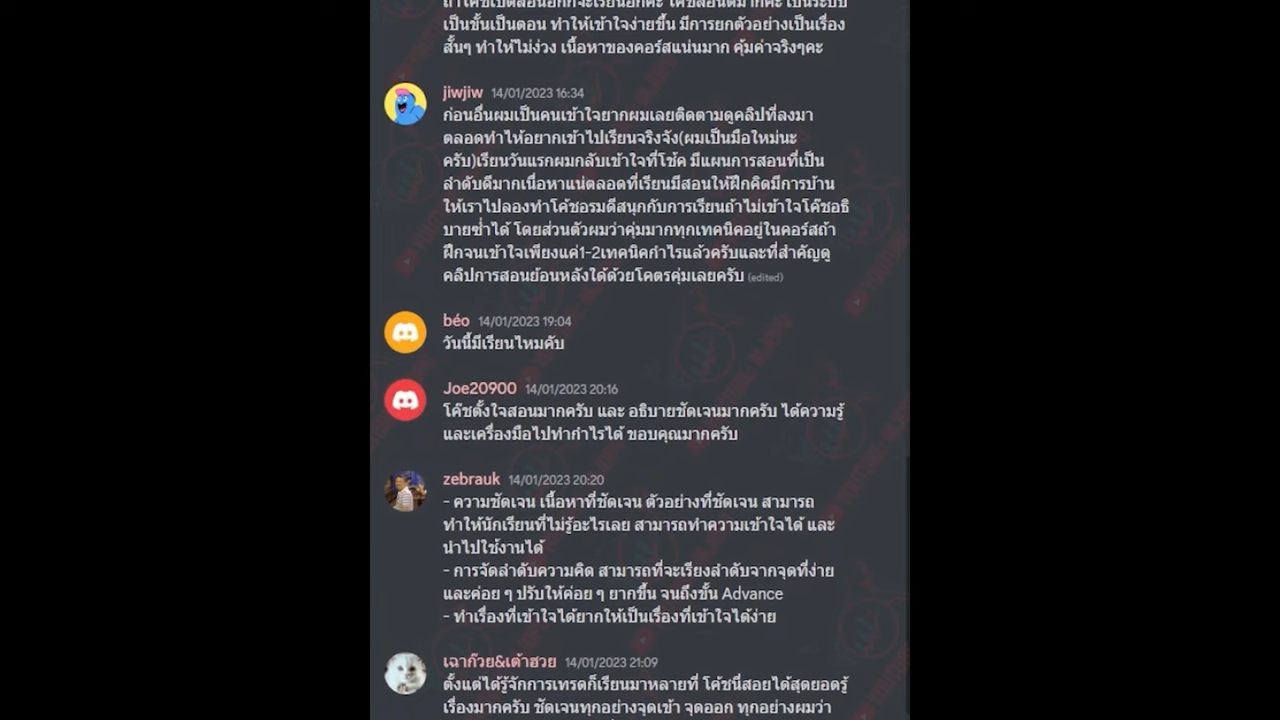 ถ้าโค้ชเปิดสอนอีกก็จะเรียนอีกค่ะ โค้ชสอนดีมากค่ะ เป็นระบบ
เป็นขั้นเป็นตอน ทำให้เข้าใจง่ายขึ้น มีการยกตัวอย่างเป็นเรื่อง
สั้นๆ ทำให้ไม่ง่วง เนื้อหาของคอร์สแน่นมาก คุ้มค่าจริงๆคะ
jiwjiw 14/01/2023 16:34
ก่อนอื่นผมเป็นคนเข้าใจยากผมเลยติดตามดูคลิปที่ลงมา
ตลอดทำไห้อยากเข้าไปเรียนจริงจัง(ผมเป็นมือใหม่นะ
ครับ)เรียนวันแรกผมกลับเข้าใจที่โช้ค มีแผนการสอนที่เป็น
ลำดับดีมากเนื้อหาแน่ตลอดที่เรียนมีสอนให้ฝึกคิดมีการบ้าน
ให้เราไปลองทำโค้ชอรมดีสนุกกับการเรียนถ้าไม่เข้าใจโค๊ชอธิ
บายซ่ำได้ โดยส่วนตัวผมว่าคุ่มมากทุกเทคนิคอยู่ในคอร์สถ้า
ฝึกจนเข้าใจเพียงแค่1-2เทคนิคกำไรแล้วครับและที่สำคัญดู
คลิปการสอนย้อนหลังใด้ด้วยโคตรคุ่มเลยครับ (edited)
béo 14/01/2023 19:04
วันนี้มีเรียนไหมคับ
Joe20900 14/01/2023 20:16
โค๊ชตั้งใจสอนมากครับ และ อธิบายชัดเจนมากครับ ได้ความรู้
และเครื่องมือไปทำกำไรได้ ขอบคุณมากครับ
zebrauk 14/01/2023 20:20
- ความชัดเจน เนื้อหาที่ชัดเจน ตัวอย่างที่ชัดเจน สามารถ
ทำให้นักเรียนที่ไม่รู้อะไรเลย สามารถทำความเข้าใจได้ และ
นำไปใช้งานได้
- การจัดลำดับความคิด สามารถที่จะเรียงลำดับจากจุดที่ง่าย
และค่อย ๆ ปรับให้ค่อย ๆ ยากขึ้น จนถึงขั้น Advance
- ทำเรื่องที่เข้าใจได้ยากให้เป็นเรื่องที่เข้าใจได้ง่าย
เฉาก๊วย&เต้าฮวย 14/01/2023 21:09
ตั้งแต่ได้รู้จักการเทรดก็เรียนมาหลายที่ โค้ชนี่สอยได้สุดยอดรู้
เรื่องมากครับ ชัดเจนทุกอย่างจุดเข้า จุดออก ทุกอย่างผมว่า